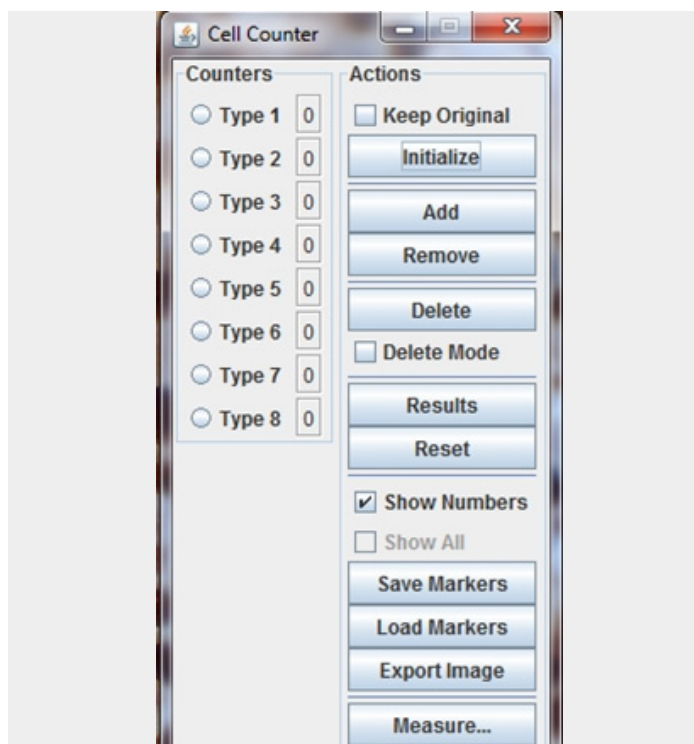 Cell Counter
Counters
Type 1 0
Type 2 0
Type 3 0
Type 4 0
Type 5 0
Type 6 0
Type 7 0
Type 8 0
Actions
Keep Original
Initialize
Add
Remove
Delete
Delete Mode
Results
Reset
Show Numbers
Show All
Save Markers
Load Markers
Export Image
Measure...